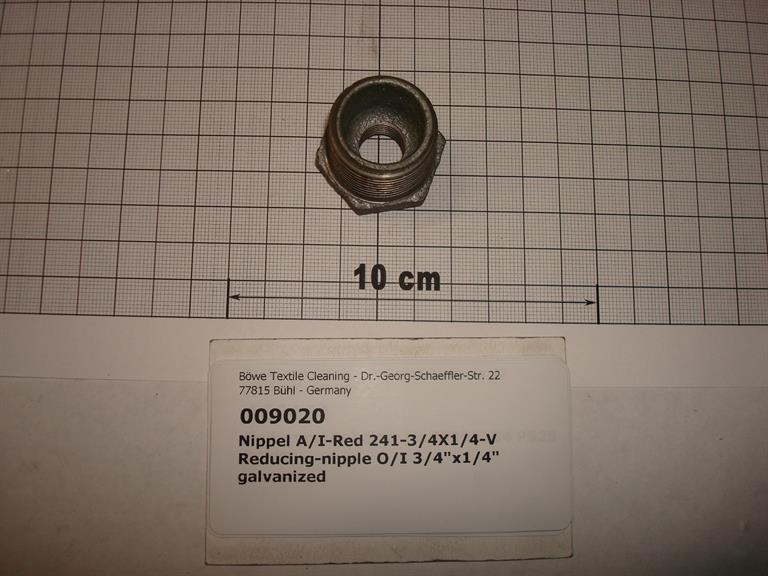 10 cm
Böwe Textile Cleaning - Dr.-Georg-Schaeffler-Str. 22
77815 Bühl - Germany
009020
Nippel A/I-Red 241-3/4X1/4-V
Reducing-nipple O/I 3/4"x1/4"
galvanized